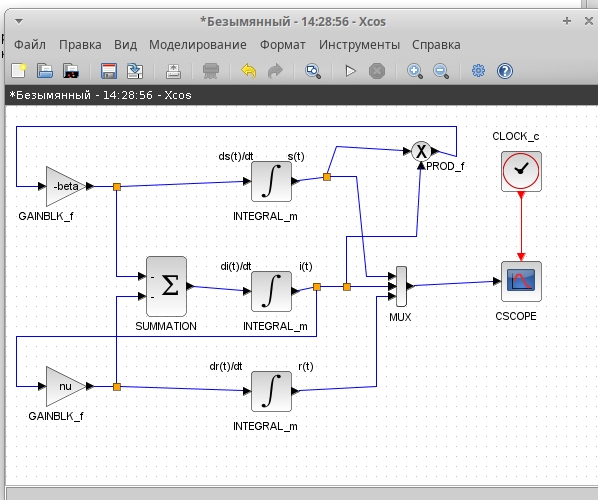 *Безымянный - 14:28:56 - Xcos
Файл Правка Вид Моделирование Формат Инструменты Справка
*Безымянный - 14:28:56 - Xcos
CLOCK_c
ds(t)/dt s(t)
X
PROD_f
-beta
∫
GAINBLK_f
INTEGRAL_m
di(t)/dt i(t)
-
Σ
-
∫
SUMMATION
INTEGRAL_m
MUX
CSCOPE
dr(t)/dt r(t)
nu
∫
GAINBLK_f
INTEGRAL_m